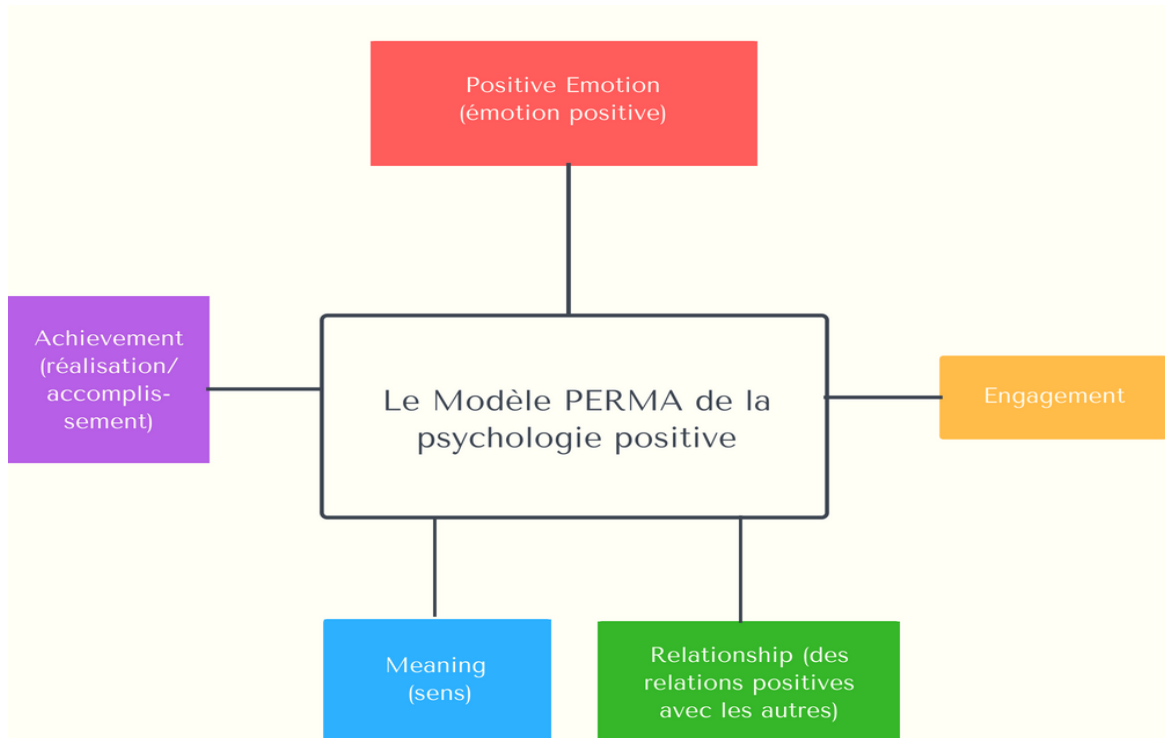 Positive Emotion
(émotion positive)
Achievement
(réalisation/
accomplis-
sement)
Le Modèle PERMA de la
psychologie positive
Engagement
Meaning
(sens)
Relationship (des
relations positives
avec les autres)